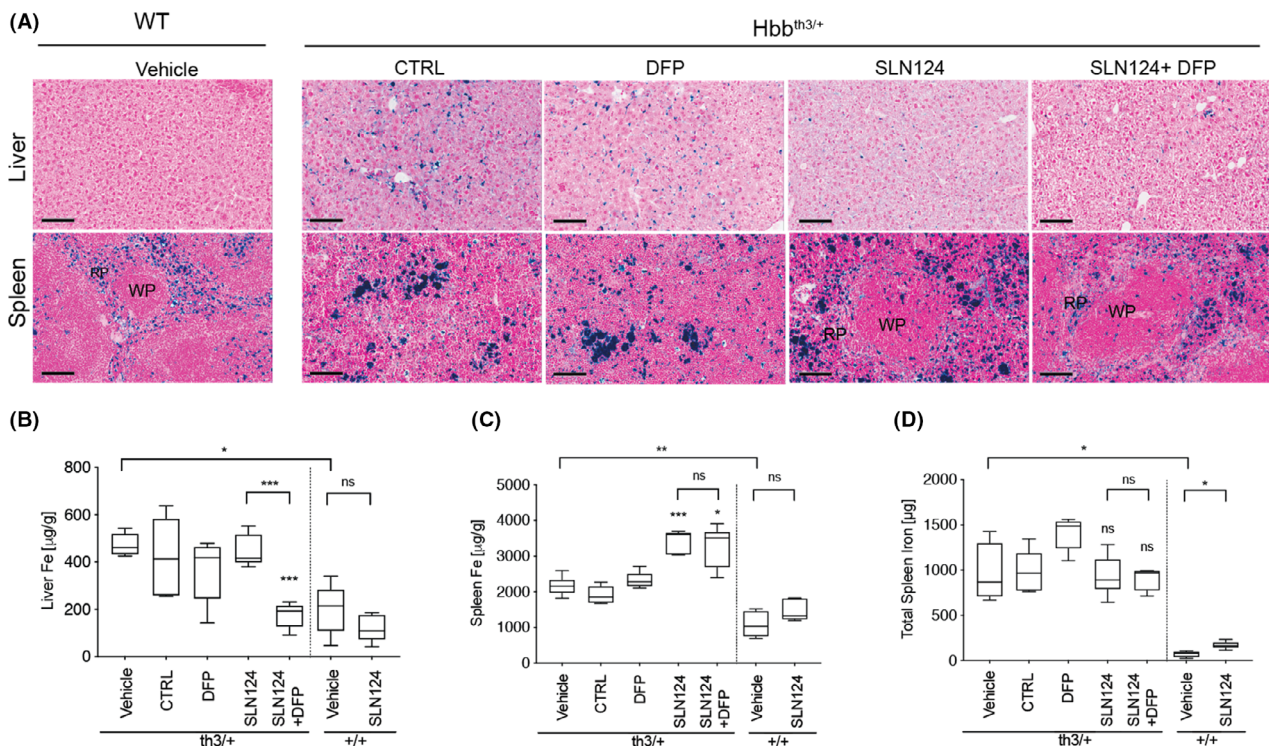 (A)
WT
Hbbth3/+
Vehicle
CTRL
DFP
SLN124
SLN124+ DFP
Liver
RP
WP
RP
WP
RP
WP
Spleen
(B)
*
***
ns
***
Liver Fe [µg/g]
800
600
400
200
0
Vehicle
CTRL
DFP
SLN124
SLN124
+DFP
Vehicle
SLN124
th3/+
+/+
(C)
**
ns
ns
***
*
Spleen Fe [µg/g]
5000
4000
3000
2000
1000
0
Vehicle
CTRL
DFP
SLN124
SLN124
+DFP
Vehicle
SLN124
th3/+
+/+
(D)
*
ns
*
ns
ns
Total Spleen Iron [µg]
2000
1500
1000
500
0
Vehicle
CTRL
DFP
SLN124
SLN124
+DFP
Vehicle
SLN124
th3/+
+/+